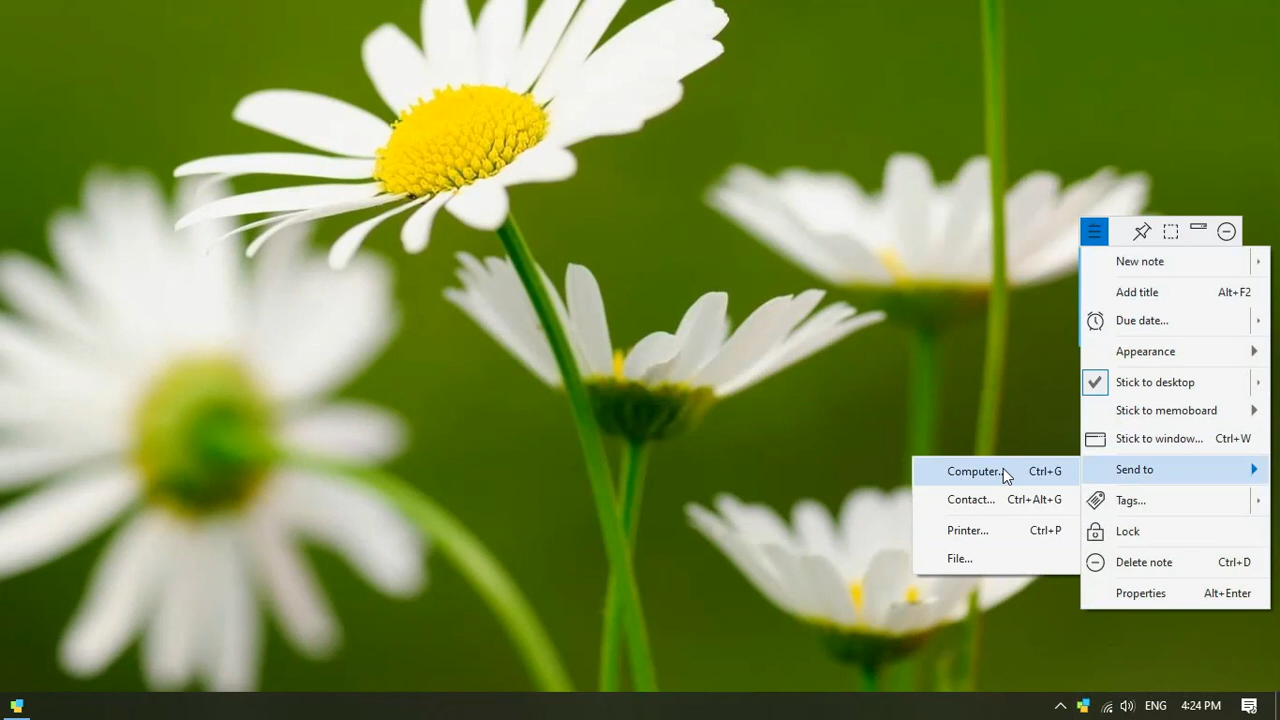 New note
Add title Alt+F2
Due date...
Appearance
Stick to desktop
Stick to memoboard
Stick to window... Ctrl+W
Send to
Tags...
Lock
Delete note Ctrl+D
Properties Alt+Enter
Computer... Ctrl+G
Contact... Ctrl+Alt+G
Printer... Ctrl+P
File...
ENG 4:24 PM